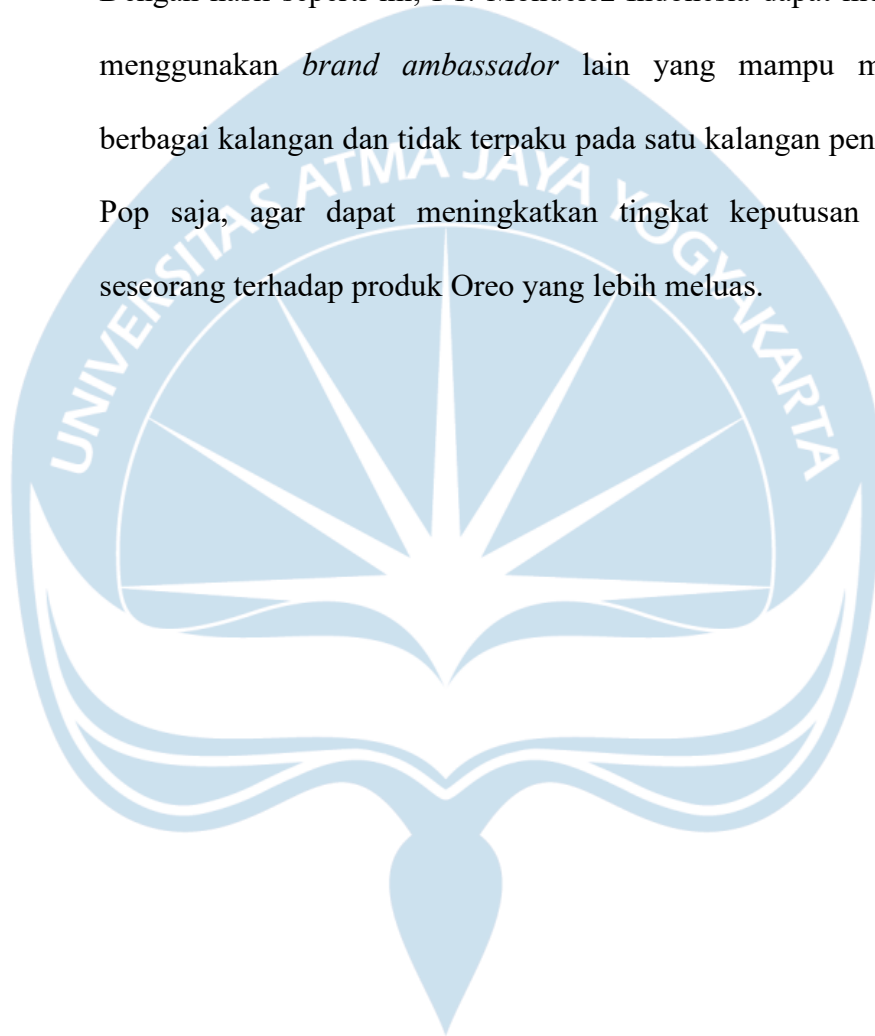 menggunakan brand ambassador lain yang mampu m
berbagai kalangan dan tidak terpaku pada satu kalangan pen
Pop saja, agar dapat meningkatkan tingkat keputusan
seseorang terhadap produk Oreo yang lebih meluas.
UNIVERSITAS ATMA JAYA YOGYAKARTA